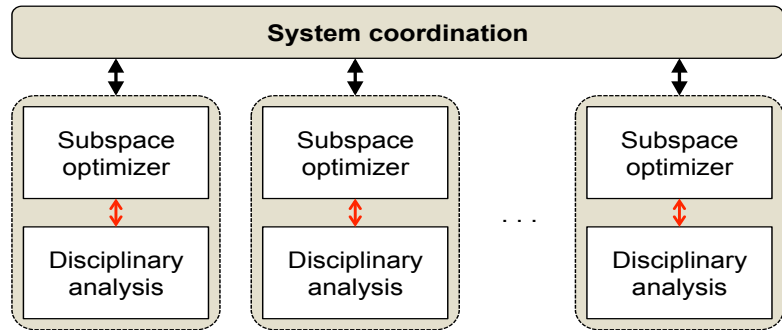 System coordination
Subspace
optimizer
Subspace
optimizer
Subspace
optimizer
. . .
Disciplinary
analysis
Disciplinary
analysis
Disciplinary
analysis